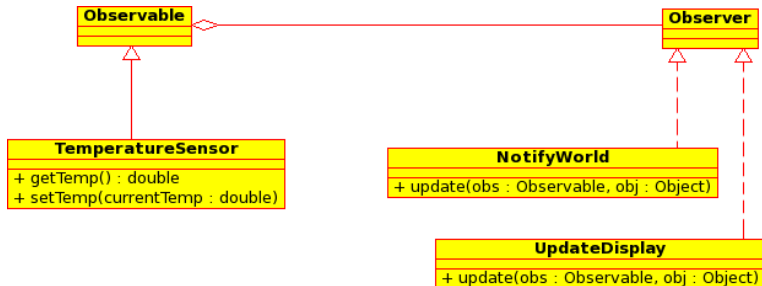 Observable
Observer
TemperatureSensor
+ getTemp() : double
+ setTemp(currentTemp : double)
NotifyWorld
+ update(obs : Observable, obj : Object)
UpdateDisplay
+ update(obs : Observable, obj : Object)